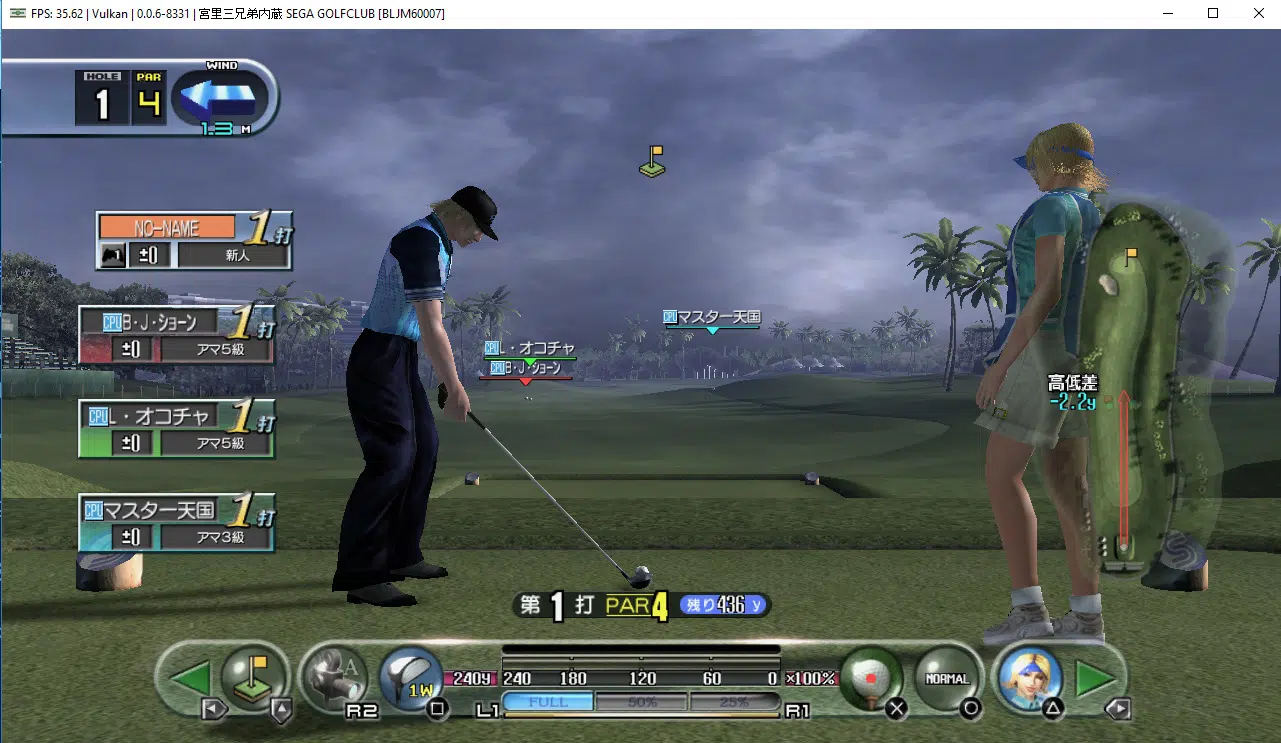 FPS: 35.62 | Vulkan | 0.0.6-8331 | 宮里三兄弟内蔵 SEGA GOLFCLUB [BLJM60007]
HOLE 1 PAR 4
WIND
1.3 M
NO-NAME 1打
1 ±0 新人
CPU B・J・ショーン 1打
±0 アマ5級
CPU L・オコチャ 1打
±0 アマ5級
CPU マスター天国 1打
±0 アマ3級
CPU マスター天国
CPU L・オコチャ
CPU B・J・ショーン
高低差
-2.2y
第1打 PAR4 残り436y
A R2
1W
240y 240 180 120 60 0 ×100%
L1 FULL 50% 25% R1
NORMAL